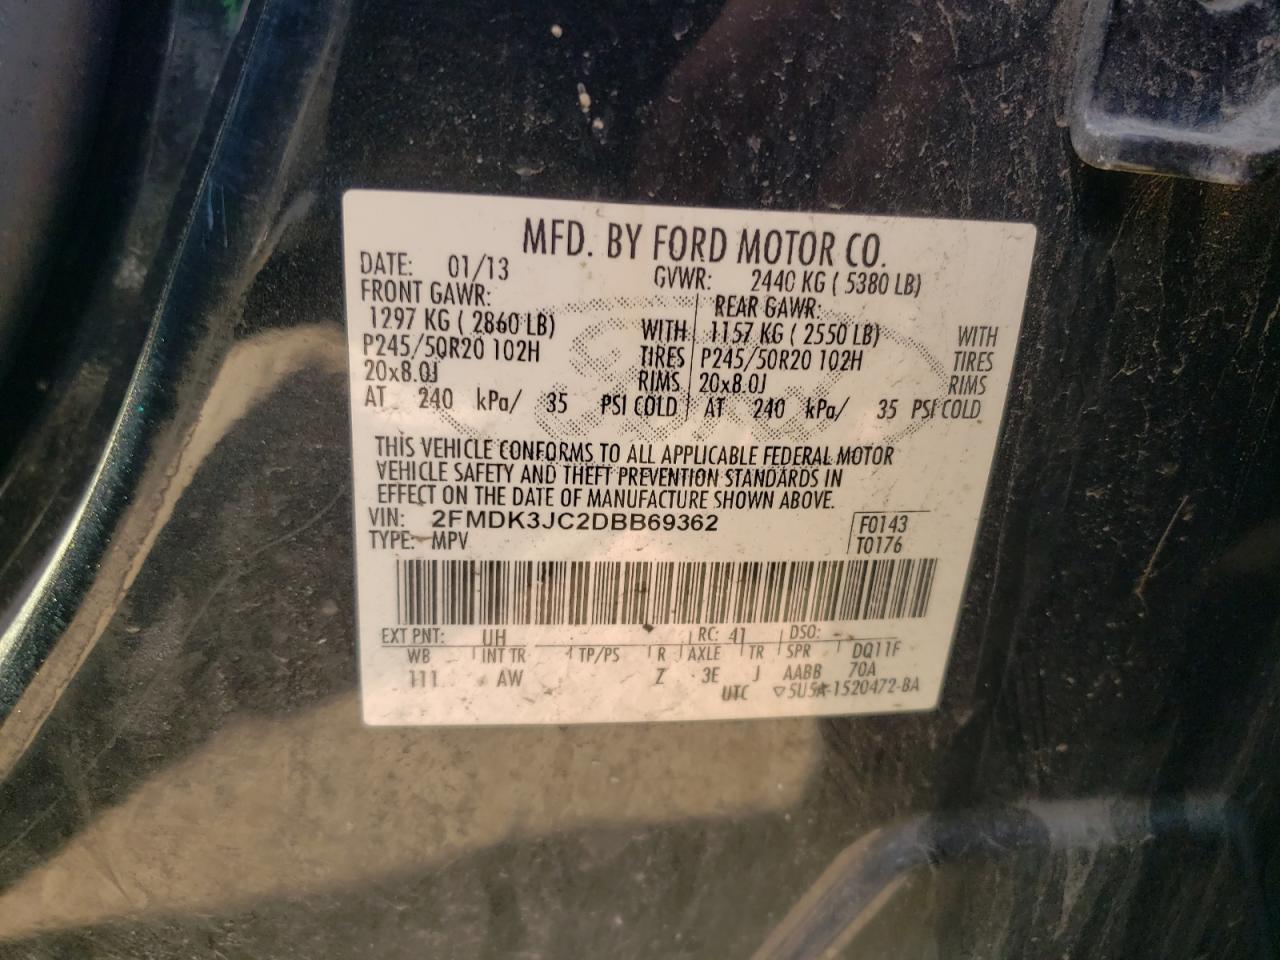 MFD. BY FORD MOTOR CO.
DATE: 01/13 GVWR: 2440 KG ( 5380 LB)
FRONT GAWR: REAR GAWR:
1297 KG ( 2860 LB) WITH 1157 KG ( 2550 LB) WITH
P245/50R20 102H TIRES P245/50R20 102H TIRES
20x8.0J RIMS 20x8.0J RIMS
AT 240 kPa/ 35 PSI COLD AT 240 kPa/ 35 PSI COLD
THIS VEHICLE CONFORMS TO ALL APPLICABLE FEDERAL MOTOR
VEHICLE SAFETY AND THEFT PREVENTION STANDARDS IN
EFFECT ON THE DATE OF MANUFACTURE SHOWN ABOVE.
VIN: 2FMDK3JC2DBB69362 F0143
TYPE: MPV T0176
EXT PNT: UH RC: 41 DSO:
WB INT TR TP/PS R AXLE TR SPR DQ11F
111 AW Z 3E J AABB 70A
UTC ▽5U5A-1520472-BA